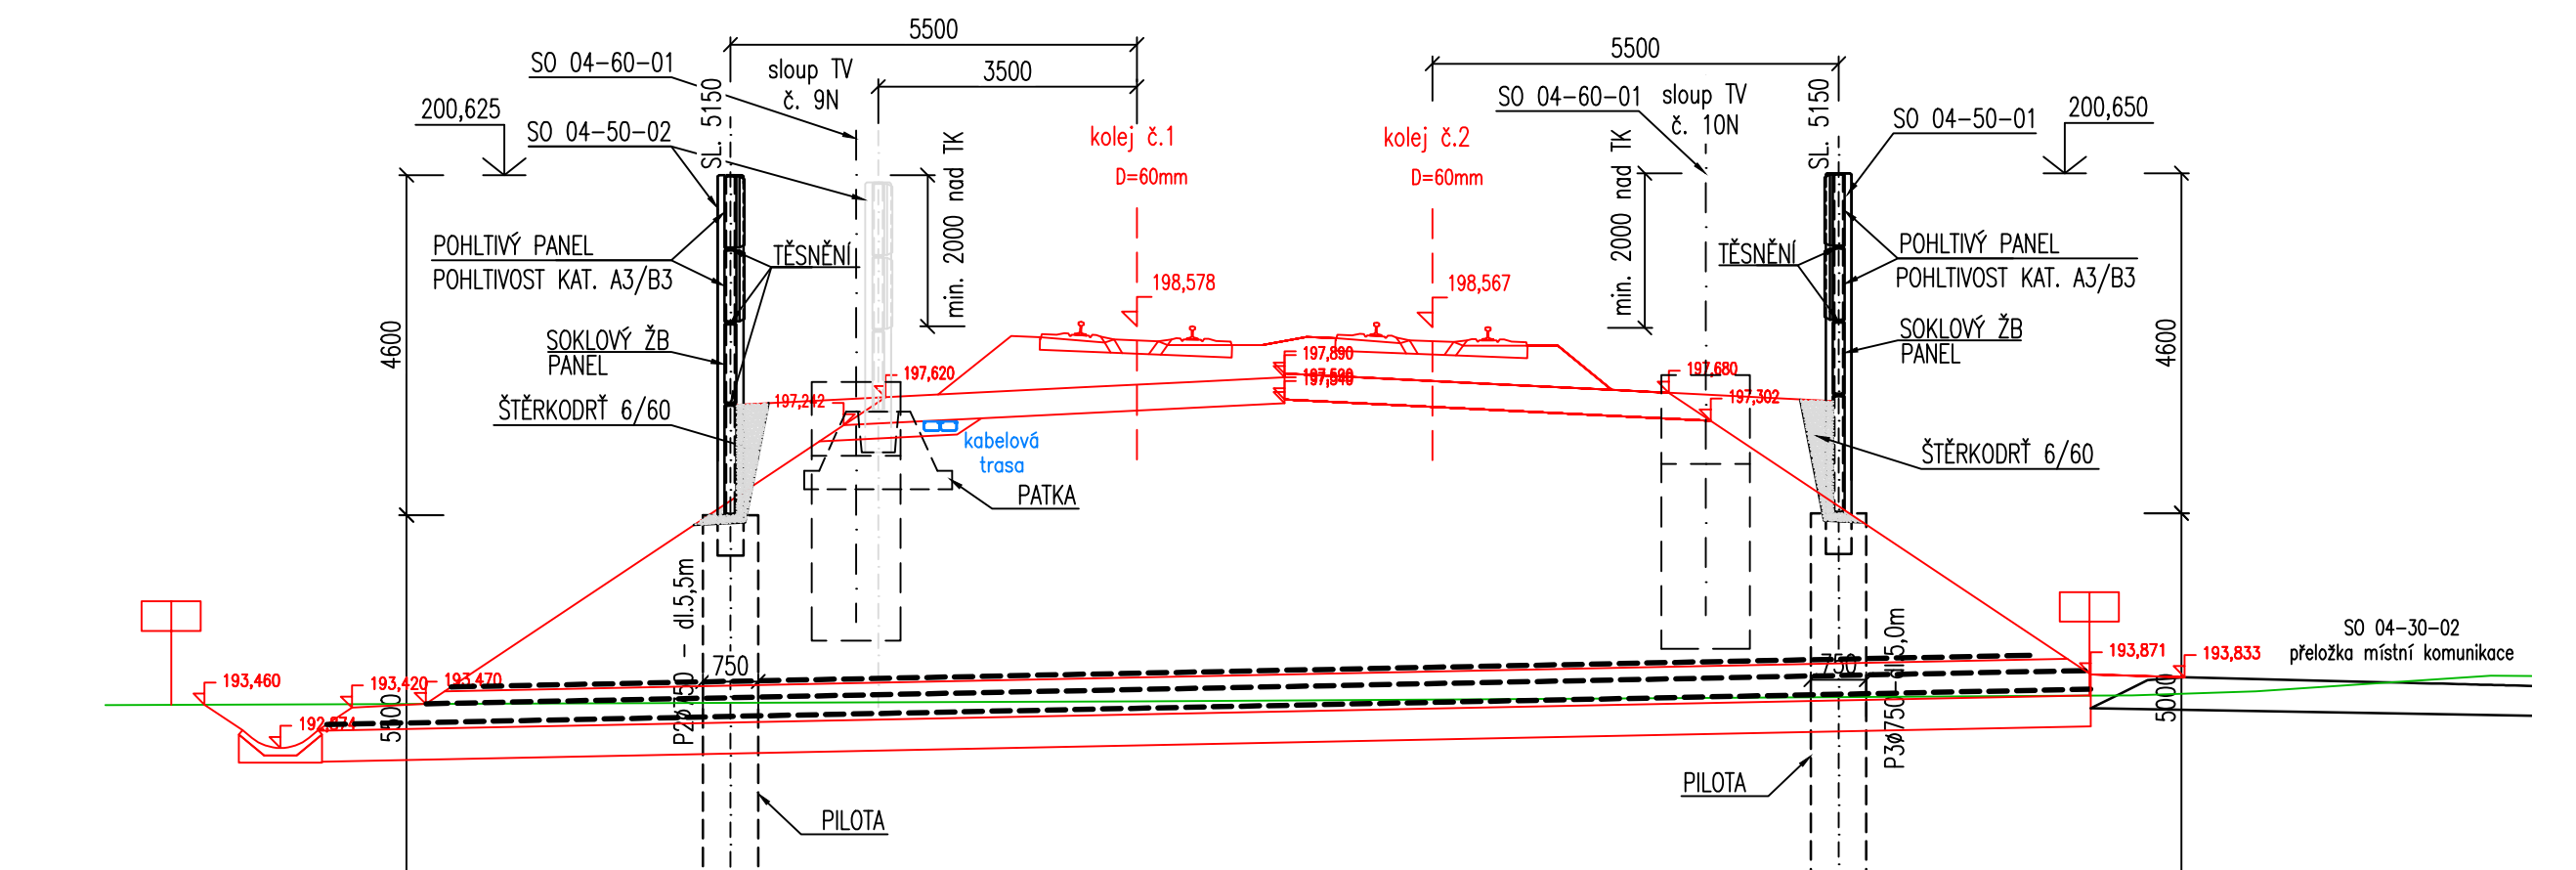 5500
3500
5500
SO 04-60-01
sloup TV
č. 9N
SL. 5150
200,625
SO 04-50-02
min. 2000 nad TK
kolej č.1
D=60mm
kolej č.2
D=60mm
SO 04-60-01
sloup TV
č. 10N
min. 2000 nad TK
SL. 5150
SO 04-50-01
200,650
POHLTIVÝ PANEL
POHLTIVOST KAT. A3/B3
TĚSNĚNÍ
198,578
198,567
TĚSNĚNÍ
POHLTIVÝ PANEL
POHLTIVOST KAT. A3/B3
4600
SOKLOVÝ ŽB
PANEL
SOKLOVÝ ŽB
PANEL
4600
197,890
197,620
197,680
ŠTĚRKODRŤ 6/60
197,242
197,302
kabelová
trasa
ŠTĚRKODRŤ 6/60
PATKA
P2ø750 - dl.5,5m
750
P3ø750-dl.5,0m
750
SO 04-30-02
přeložka místní komunikace
193,460
193,420
193,470
193,871
193,833
192,974
5500
5000
PILOTA
PILOTA